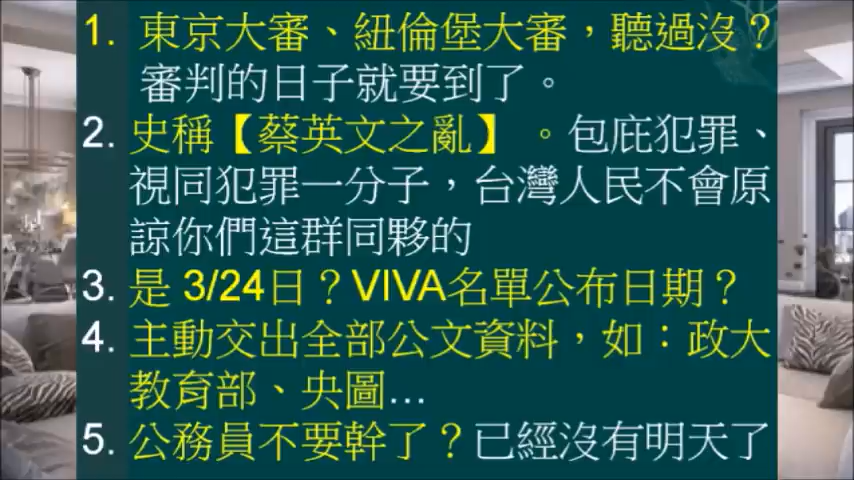 1. 東京大審、紐倫堡大審，聽過沒？
審判的日子就要到了。
2. 史稱【蔡英文之亂】 。包庇犯罪、
視同犯罪一分子，台灣人民不會原
諒你們這群同夥的
3. 是 3/24日？VIVA名單公布日期？
4. 主動交出全部公文資料，如：政大
教育部、央圖...
5. 公務員不要幹了？已經沒有明天了